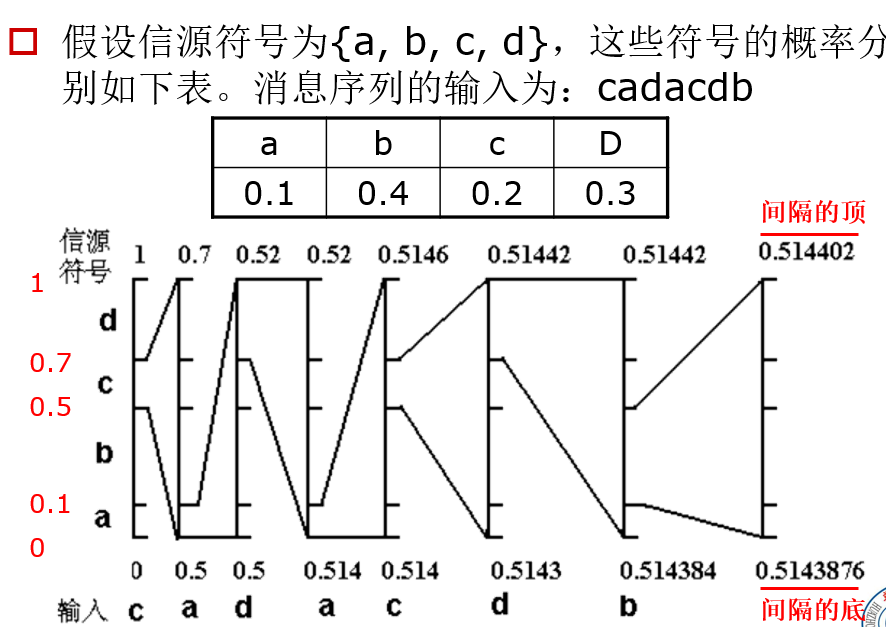 假设信源符号为{a, b, c, d}，这些符号的概率分
别如下表。消息序列的输入为：cadacdb
a b c D
0.1 0.4 0.2 0.3
间隔的顶
信源
符号
1 0.7 0.52 0.52 0.5146 0.51442 0.51442 0.514402
1
d
0.7
c
0.5
b
0.1
a
0
0 0.5 0.5 0.514 0.514 0.5143 0.514384 0.5143876
输入 c a d a c d b
间隔的底